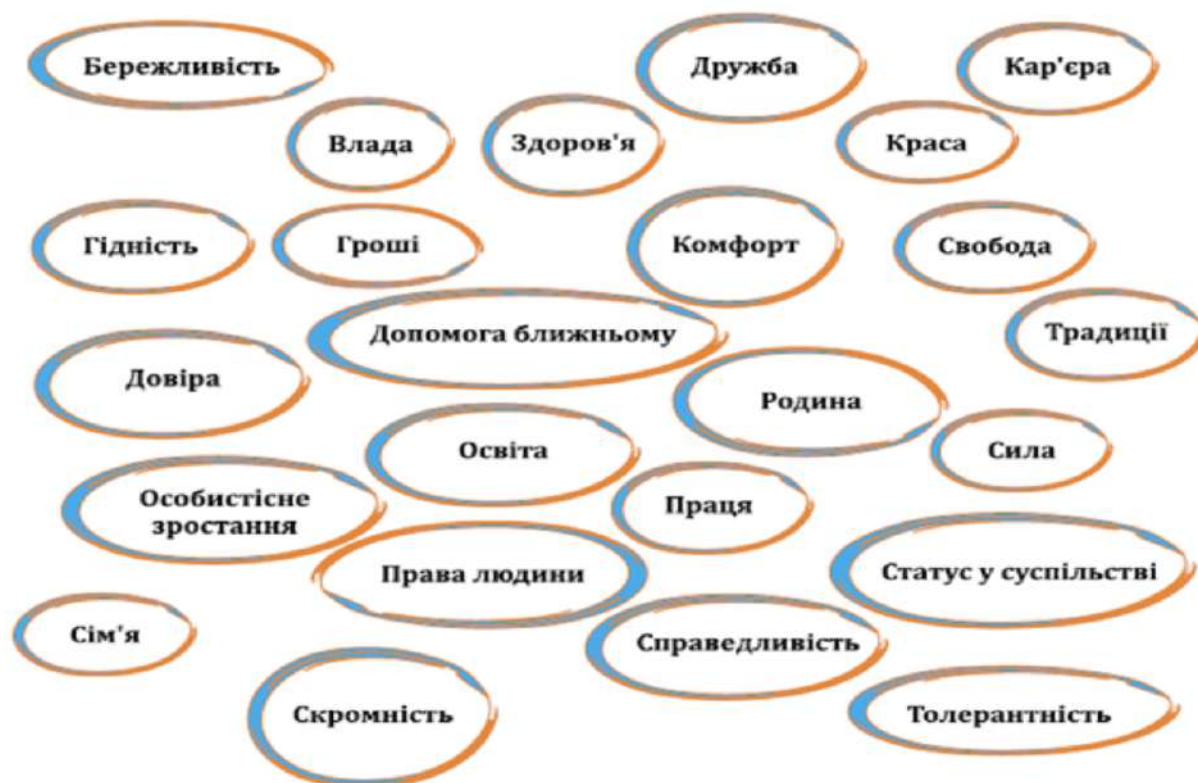 Бережливість
Дружба
Кар'єра
Влада
Здоров'я
Краса
Гідність
Гроші
Комфорт
Свобода
Допомога ближньому
Традиції
Довіра
Родина
Освіта
Сила
Особистісне
зростання
Праця
Права людини
Статус у суспільстві
Сім'я
Справедливість
Скромність
Толерантність